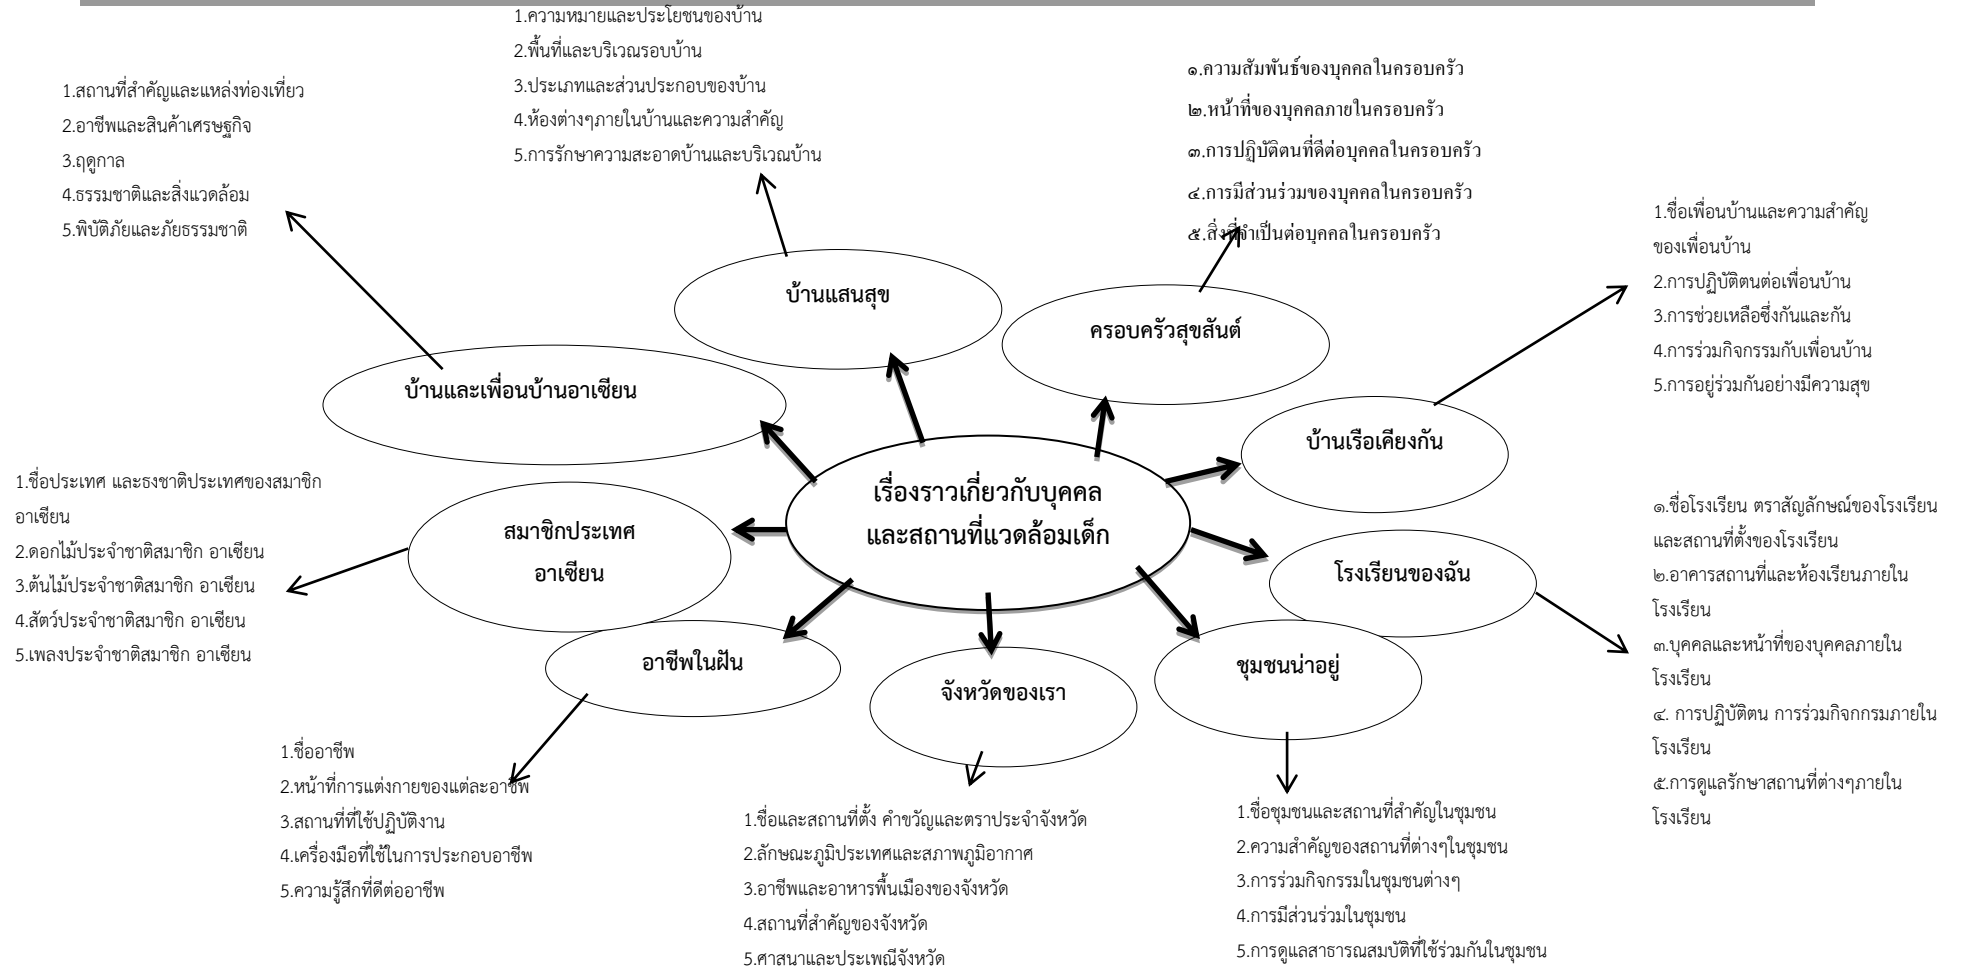 1.ความหมายและประโยชนของบ้าน
2.พื้นที่และบริเวณรอบบ้าน
3.ประเภทและส่วนประกอบของบ้าน
4.ห้องต่างๆภายในบ้านและความสำคัญ
5.การรักษาความสะอาดบ้านและบริเวณบ้าน
๑.ความสัมพันธ์ของบุคคลในครอบครัว
๒.หน้าที่ของบุคคลภายในครอบครัว
๓.การปฏิบัติตนที่ดีต่อบุคคลในครอบครัว
๔.การมีส่วนร่วมของบุคคลในครอบครัว
๕.สิ่งที่จำเป็นต่อบุคคลในครอบครัว
1.สถานที่สำคัญและแหล่งท่องเที่ยว
2.อาชีพและสินค้าเศรษฐกิจ
3.ฤดูกาล
4.ธรรมชาติและสิ่งแวดล้อม
5.พิบัติภัยและภัยธรรมชาติ
1.ชื่อเพื่อนบ้านและความสำคัญ
ของเพื่อนบ้าน
2.การปฏิบัติตนต่อเพื่อนบ้าน
3.การช่วยเหลือซึ่งกันและกัน
4.การร่วมกิจกรรมกับเพื่อนบ้าน
5.การอยู่ร่วมกันอย่างมีความสุข
บ้านแสนสุข
ครอบครัวสุขสันต์
บ้านและเพื่อนบ้านอาเซียน
บ้านเรือเคียงกัน
เรื่องราวเกี่ยวกับบุคคล
และสถานที่แวดล้อมเด็ก
1.ชื่อประเทศ และธงชาติประเทศของสมาชิก
อาเซียน
2.ดอกไม้ประจำชาติสมาชิก อาเซียน
3.ต้นไม้ประจำชาติสมาชิก อาเซียน
4.สัตว์ประจำชาติสมาชิก อาเซียน
5.เพลงประจำชาติสมาชิก อาเซียน
สมาชิกประเทศ
อาเซียน
โรงเรียนของฉัน
๑.ชื่อโรงเรียน ตราสัญลักษณ์ของโรงเรียน
และสถานที่ตั้งของโรงเรียน
๒.อาคารสถานที่และห้องเรียนภายใน
โรงเรียน
๓.บุคคลและหน้าที่ของบุคคลภายใน
โรงเรียน
๔. การปฏิบัติตน การร่วมกิจกกรมภายใน
โรงเรียน
๕.การดูแลรักษาสถานที่ต่างๆภายใน
โรงเรียน
อาชีพในฝัน
จังหวัดของเรา
ชุมชนน่าอยู่
1.ชื่ออาชีพ
2.หน้าที่การแต่งกายของแต่ละอาชีพ
3.สถานที่ที่ใช้ปฏิบัติงาน
4.เครื่องมือที่ใช้ในการประกอบอาชีพ
5.ความรู้สึกที่ดีต่ออาชีพ
1.ชื่อและสถานที่ตั้ง คำขวัญและตราประจำจังหวัด
2.ลักษณะภูมิประเทศและสภาพภูมิอากาศ
3.อาชีพและอาหารพื้นเมืองของจังหวัด
4.สถานที่สำคัญของจังหวัด
5.ศาสนาและประเพณีจังหวัด
1.ชื่อชุมชนและสถานที่สำคัญในชุมชน
2.ความสำคัญของสถานที่ต่างๆในชุมชน
3.การร่วมกิจกรรมในชุมชนต่างๆ
4.การมีส่วนร่วมในชุมชน
5.การดูแลสาธารณสมบัติที่ใช้ร่วมกันในชุมชน